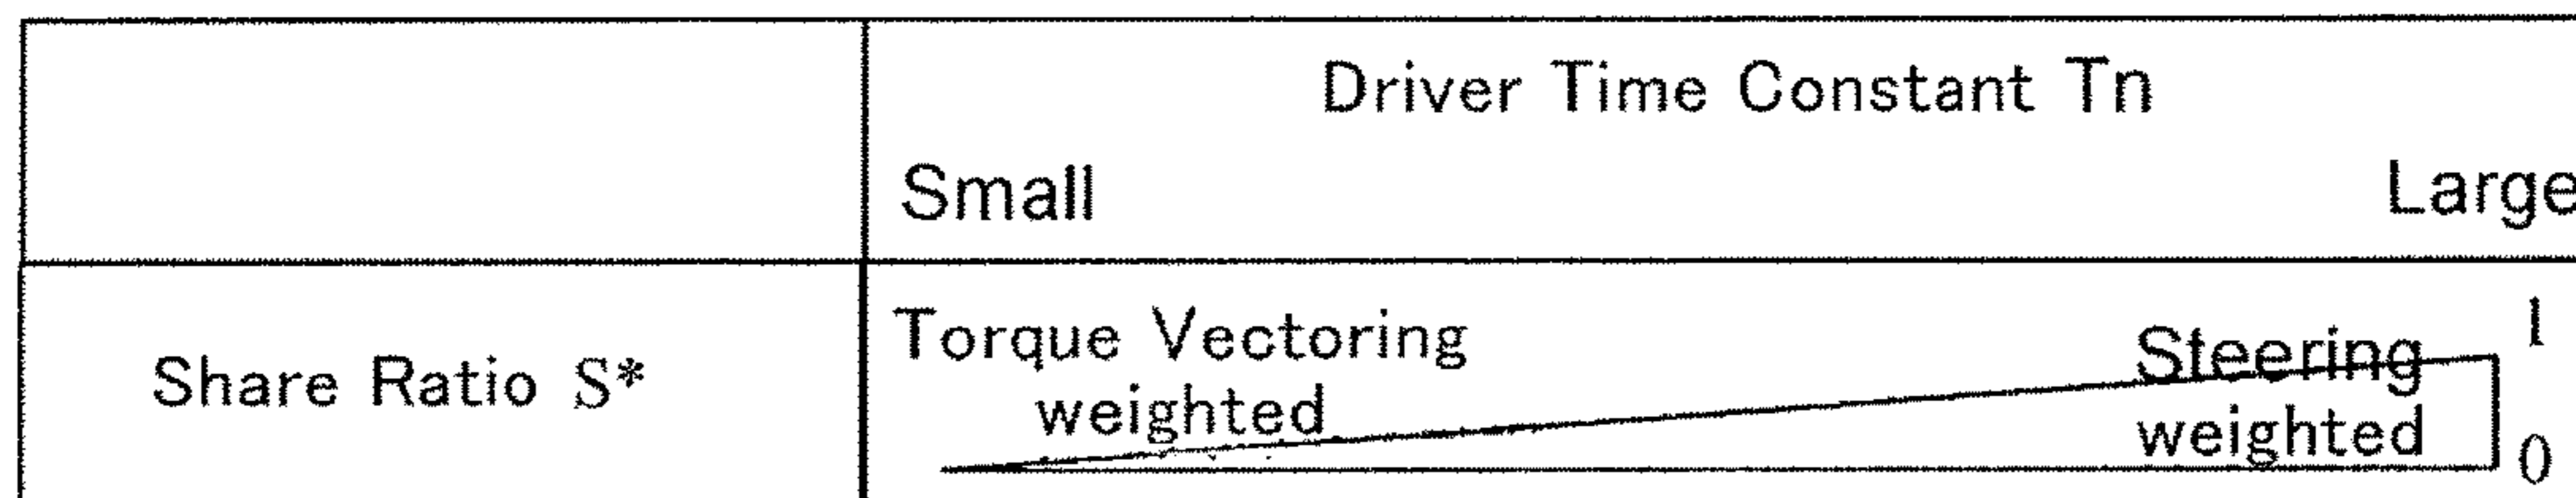 Driver Time Constant Tn
Small Large
Share Ratio S*
Torque Vectoring
weighted
Steering
weighted
1
0